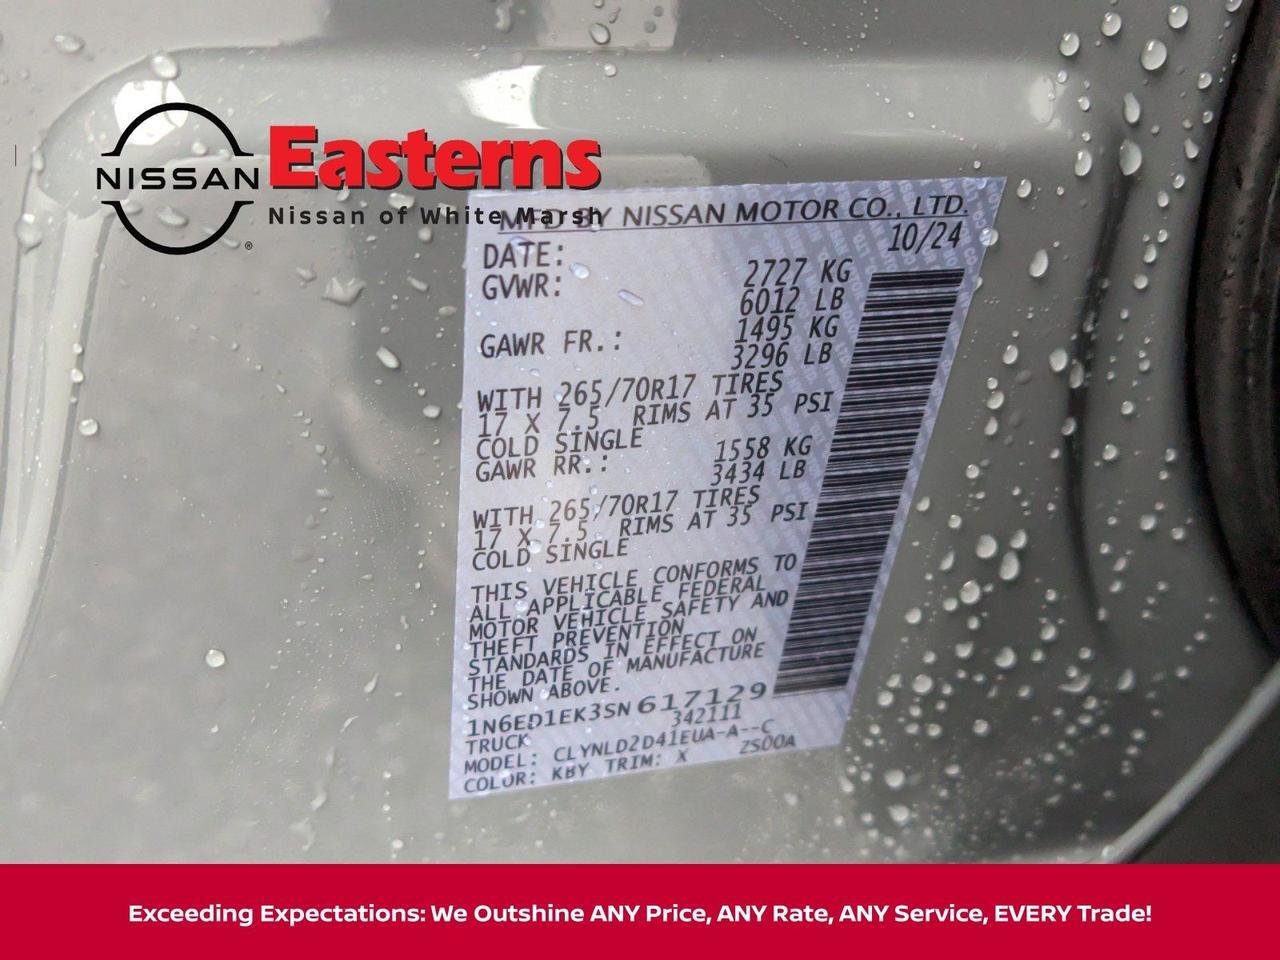 NISSAN
®
Easterns
Nissan of White Marsh
MFD BY NISSAN MOTOR CO., LTD.
DATE: 10/24
GVWR: 2727 KG
6012 LB
GAWR FR.: 1495 KG
3296 LB
WITH 265/70R17 TIRES
17 X 7.5 RIMS AT 35 PSI
COLD SINGLE
GAWR RR.: 1558 KG
3434 LB
WITH 265/70R17 TIRES
17 X 7.5 RIMS AT 35 PSI
COLD SINGLE
THIS VEHICLE CONFORMS TO
ALL APPLICABLE FEDERAL
MOTOR VEHICLE SAFETY AND
THEFT PREVENTION
STANDARDS IN EFFECT ON
THE DATE OF MANUFACTURE
SHOWN ABOVE.
1N6ED1EK3SN617129
TRUCK 342111
MODEL: CLYNLD2D41EUA-A--C
COLOR: KBY TRIM: X ZS00A
Exceeding Expectations: We Outshine ANY Price, ANY Rate, ANY Service, EVERY Trade!